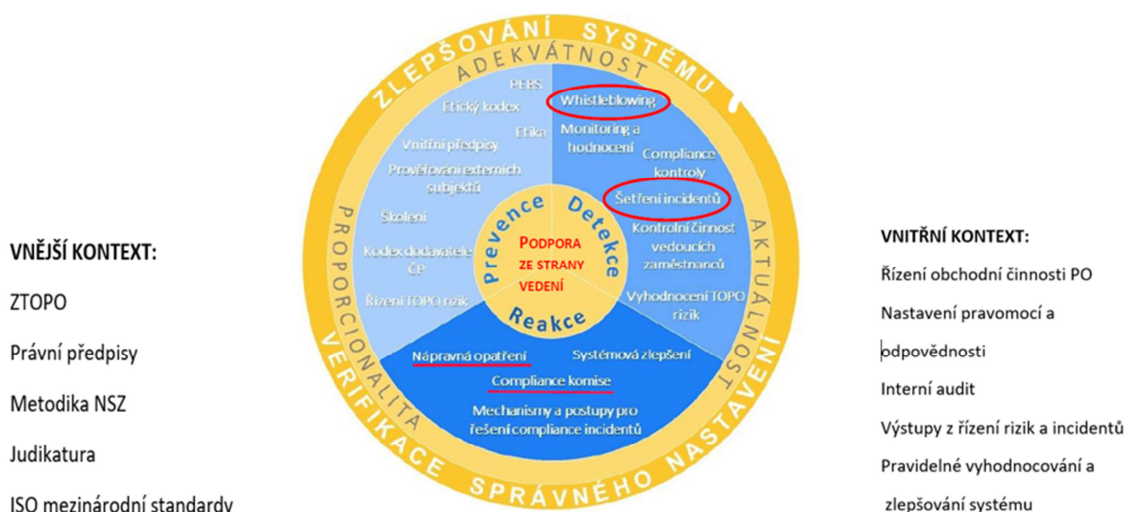 ZLEPŠOVÁNÍ SYSTÉMU
ADEKVÁTNOST
PROPORCIONALITA
AKTUÁLNOST
VERIFIKACE SPRÁVNÉHO NASTAVENÍ
PEBS
Etický kodex
Etika
Vnitřní předpisy
Prověřování externích
subjektů
Školení
Kodex dodavatele
ČP
Řízení TOPO rizik
Whistleblowing
Monitoring a
hodnocení
Compliance
kontroly
Šetření incidentů
Kontrolní činnost
vedoucích
zaměstnanců
Vyhodnocení TOPO
rizik
Prevence
Detekce
Reakce
PODPORA
ZE STRANY
VEDENÍ
Nápravná opatření
Systémová zlepšení
Compliance komise
Mechanismy a postupy pro
řešení compliance incidentů
VNĚJŠÍ KONTEXT:
ZTOPO
Právní předpisy
Metodika NSZ
Judikatura
ISO mezinárodní standardy
VNITŘNÍ KONTEXT:
Řízení obchodní činnosti PO
Nastavení pravomocí a
odpovědnosti
Interní audit
Výstupy z řízení rizik a incidentů
Pravidelné vyhodnocování a
zlepšování systému